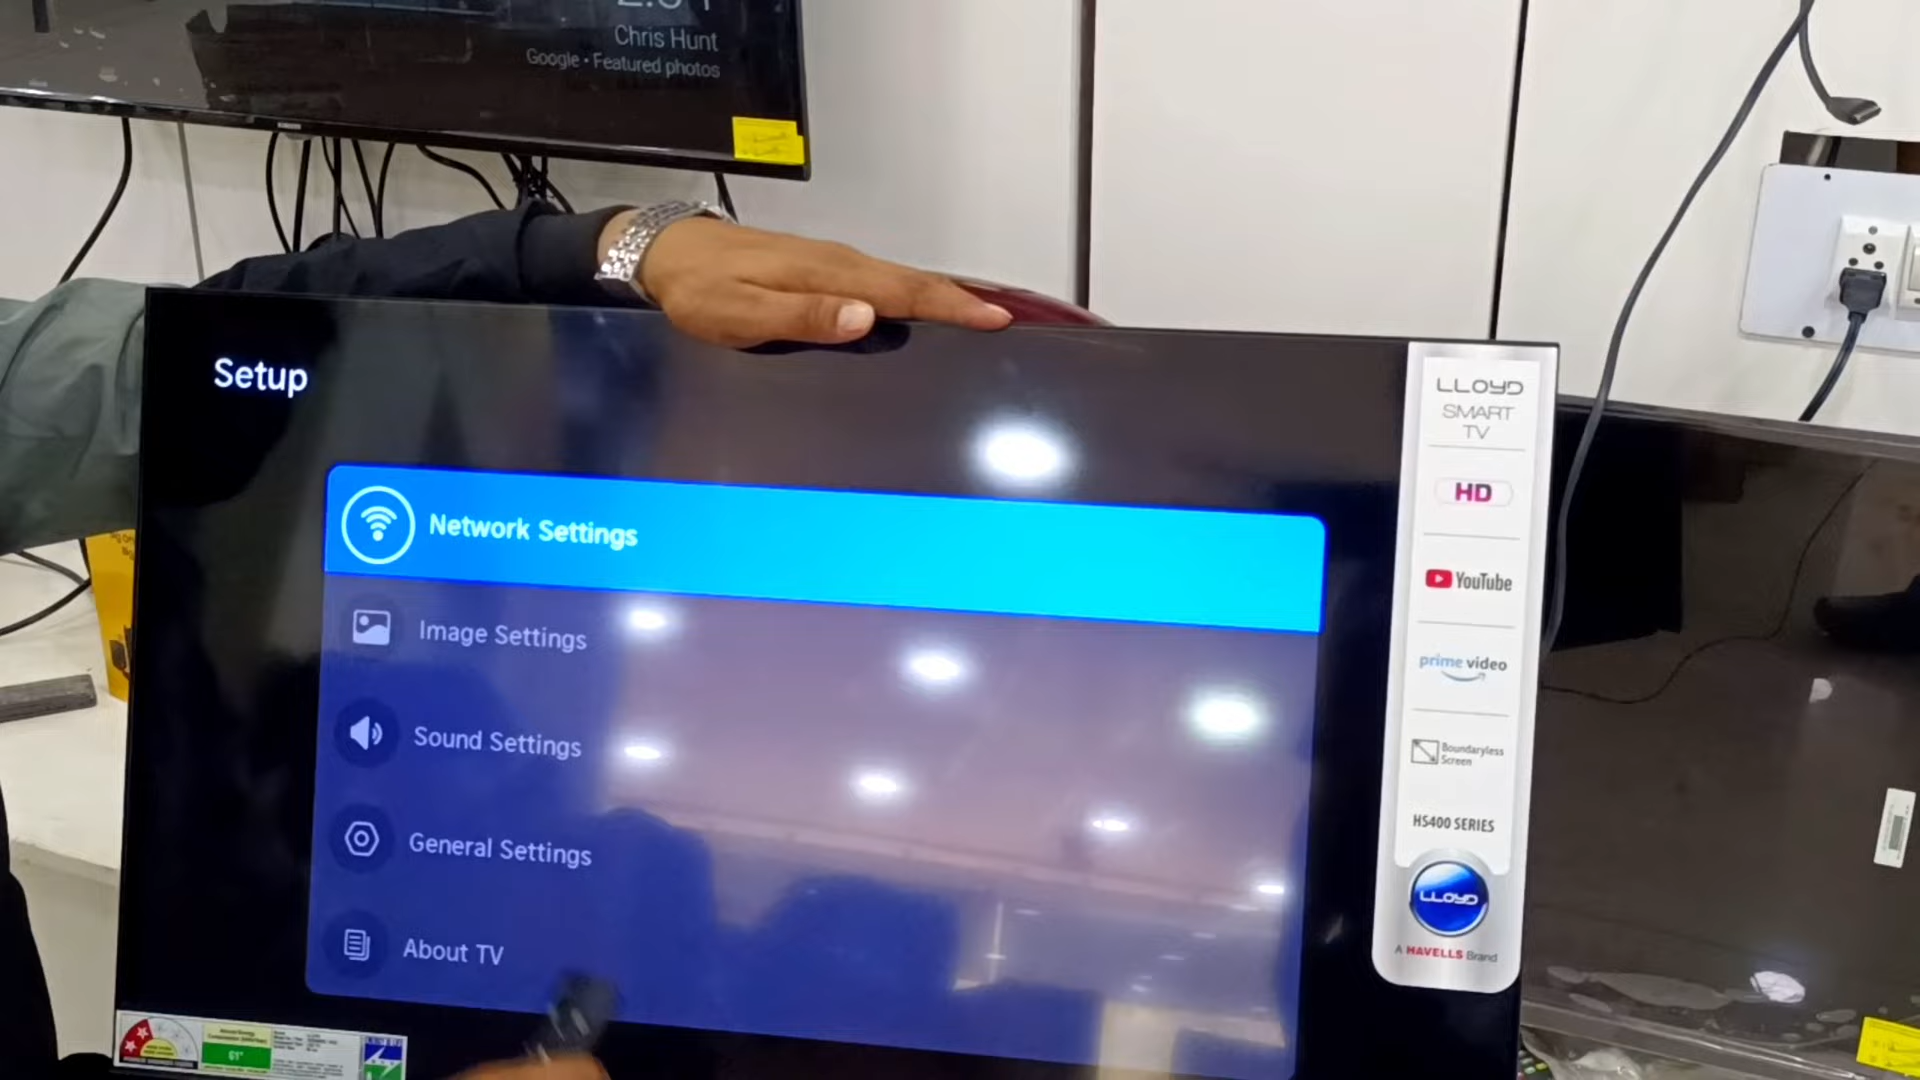 Chris Hunt
Google • Featured photos
Setup
Network Settings
Image Settings
Sound Settings
General Settings
About TV
LLOYD
SMART
TV
HD
YouTube
prime video
Boundaryless
Screen
HS400 SERIES
LLOYD
A HAVELLS Brand